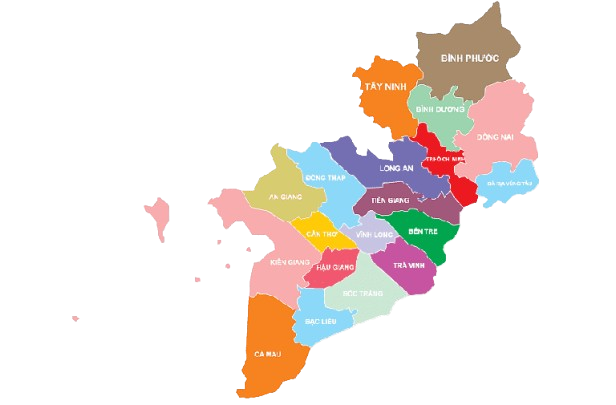 BÌNH PHƯỚC
TÂY NINH
BÌNH DƯƠNG
ĐỒNG NAI
TP.HỒ CHÍ MINH
BÀ RỊA VŨNG TÀU
LONG AN
ĐỒNG THÁP
TIỀN GIANG
AN GIANG
BẾN TRE
CẦN THƠ
VĨNH LONG
KIÊN GIANG
HẬU GIANG
TRÀ VINH
SÓC TRĂNG
BẠC LIÊU
CÀ MAU